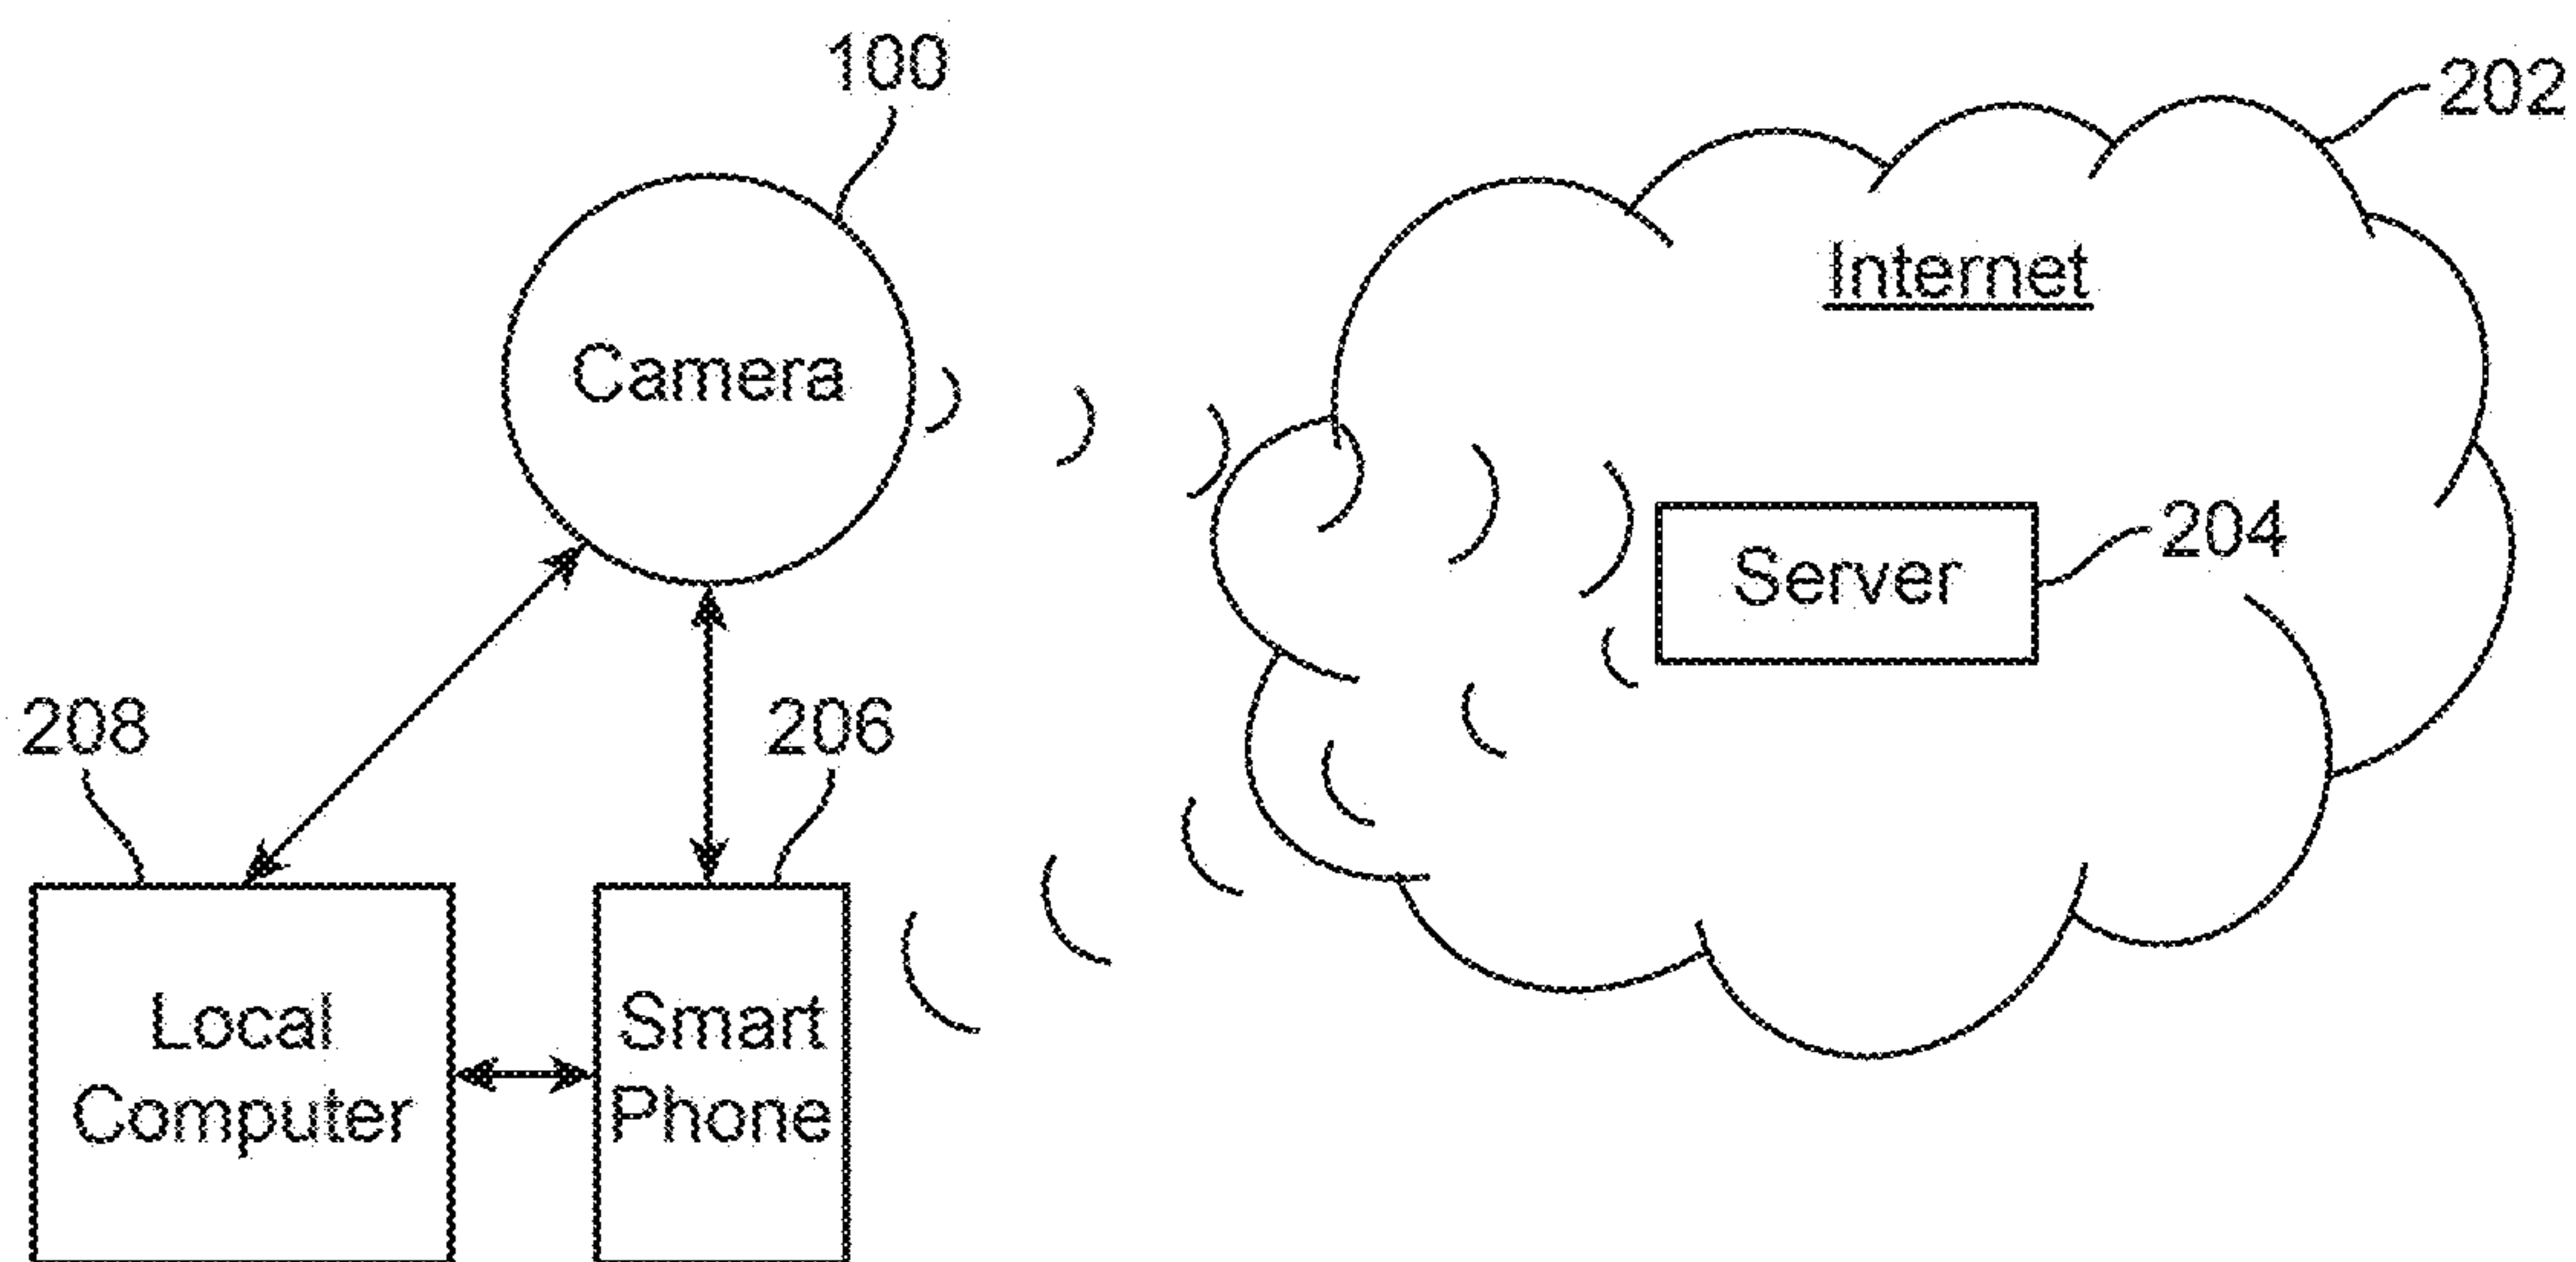 100
202
Internet
Camera
Server
204
208
206
Local
Computer
Smart
Phone